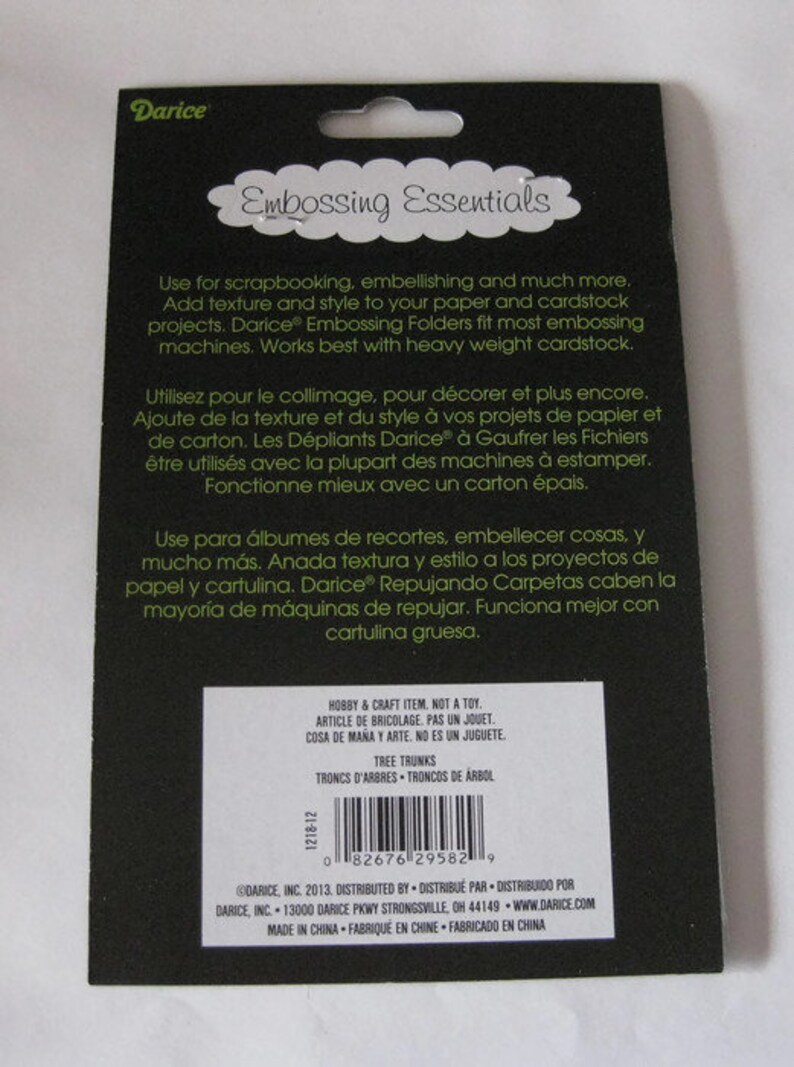 Darice®
Embossing Essentials
Use for scrapbooking, embellishing and much more.
Add texture and style to your paper and cardstock
projects. Darice® Embossing Folders fit most embossing
machines. Works best with heavy weight cardstock.
Utilisez pour le collimage, pour décorer et plus encore.
Ajoute de la texture et du style à vos projets de papier et
de carton. Les Dépliants Darice® à Gaufrer les Fichiers
être utilisés avec la plupart des machines à estamper.
Fonctionne mieux avec un carton épais.
Use para álbumes de recortes, embellecer cosas, y
mucho más. Anada textura y estilo a los proyectos de
papel y cartulina. Darice® Repujando Carpetas caben la
mayoría de máquinas de repujar. Funciona mejor con
cartulina gruesa.
HOBBY & CRAFT ITEM. NOT A TOY.
ARTICLE DE BRICOLAGE. PAS UN JOUET.
COSA DE MAÑA Y ARTE. NO ES UN JUGUETE.
TREE TRUNKS
TRONCS D'ARBRES • TRONCOS DE ÁRBOL
1218-12
0 82676 29582 9
©DARICE, INC. 2013. DISTRIBUTED BY • DISTRIBUÉ PAR • DISTRIBUIDO POR
DARICE, INC. • 13000 DARICE PKWY STRONGSVILLE, OH 44149 • WWW.DARICE.COM
MADE IN CHINA • FABRIQUÉ EN CHINE • FABRICADO EN CHINA